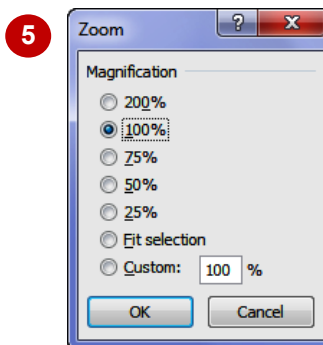 5
Zoom
?
Magnification
200%
100%
75%
50%
25%
Fit selection
Custom: 100 %
OK Cancel